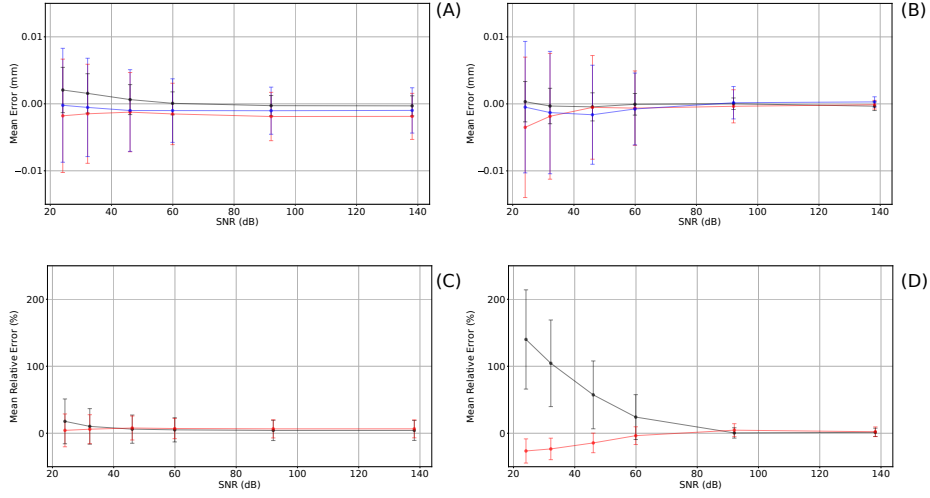 (A)
0.01
0.00
−0.01
Mean Error (mm)
20 40 60 80 100 120 140
SNR (dB)
(B)
0.01
0.00
−0.01
Mean Error (mm)
20 40 60 80 100 120 140
SNR (dB)
(C)
200
100
0
Mean Relative Error (%)
20 40 60 80 100 120 140
SNR (dB)
(D)
200
100
0
Mean Relative Error (%)
20 40 60 80 100 120 140
SNR (dB)